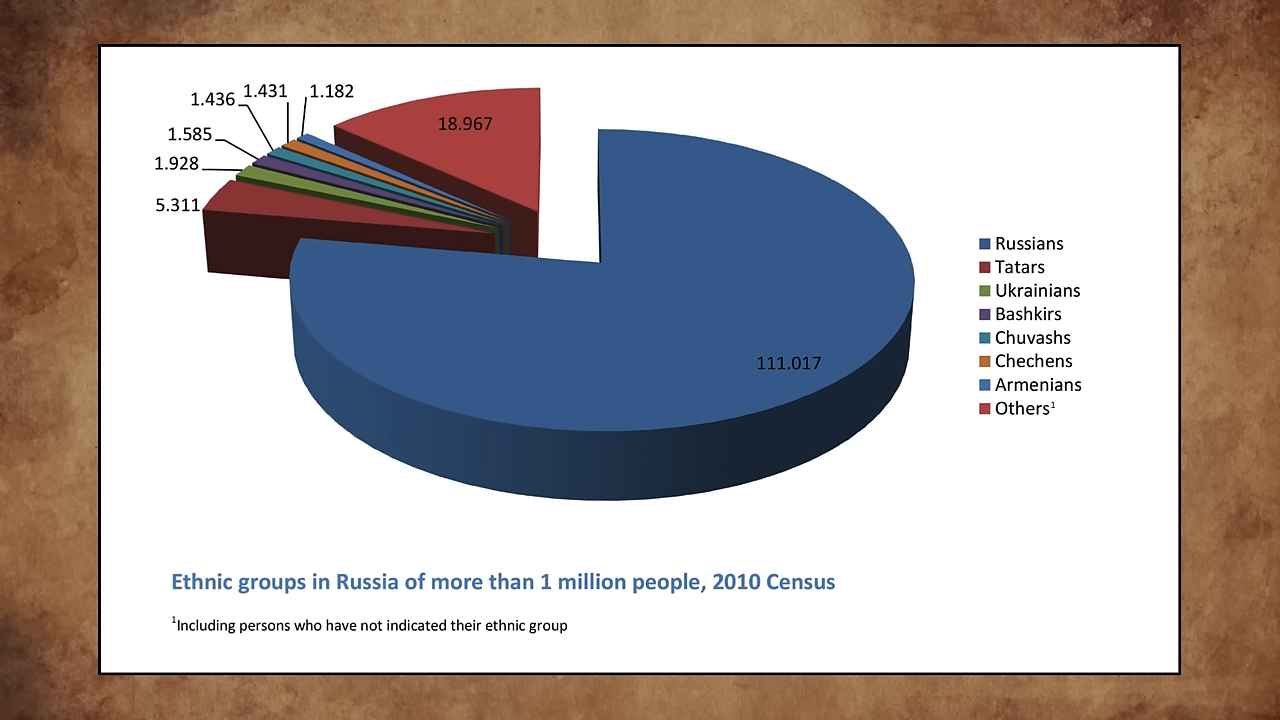 1.436 1.431 1.182
1.585
1.928
5.311
18.967
111.017
Russians
Tatars
Ukrainians
Bashkirs
Chuvashs
Chechens
Armenians
Others¹
Ethnic groups in Russia of more than 1 million people, 2010 Census
¹Including persons who have not indicated their ethnic group